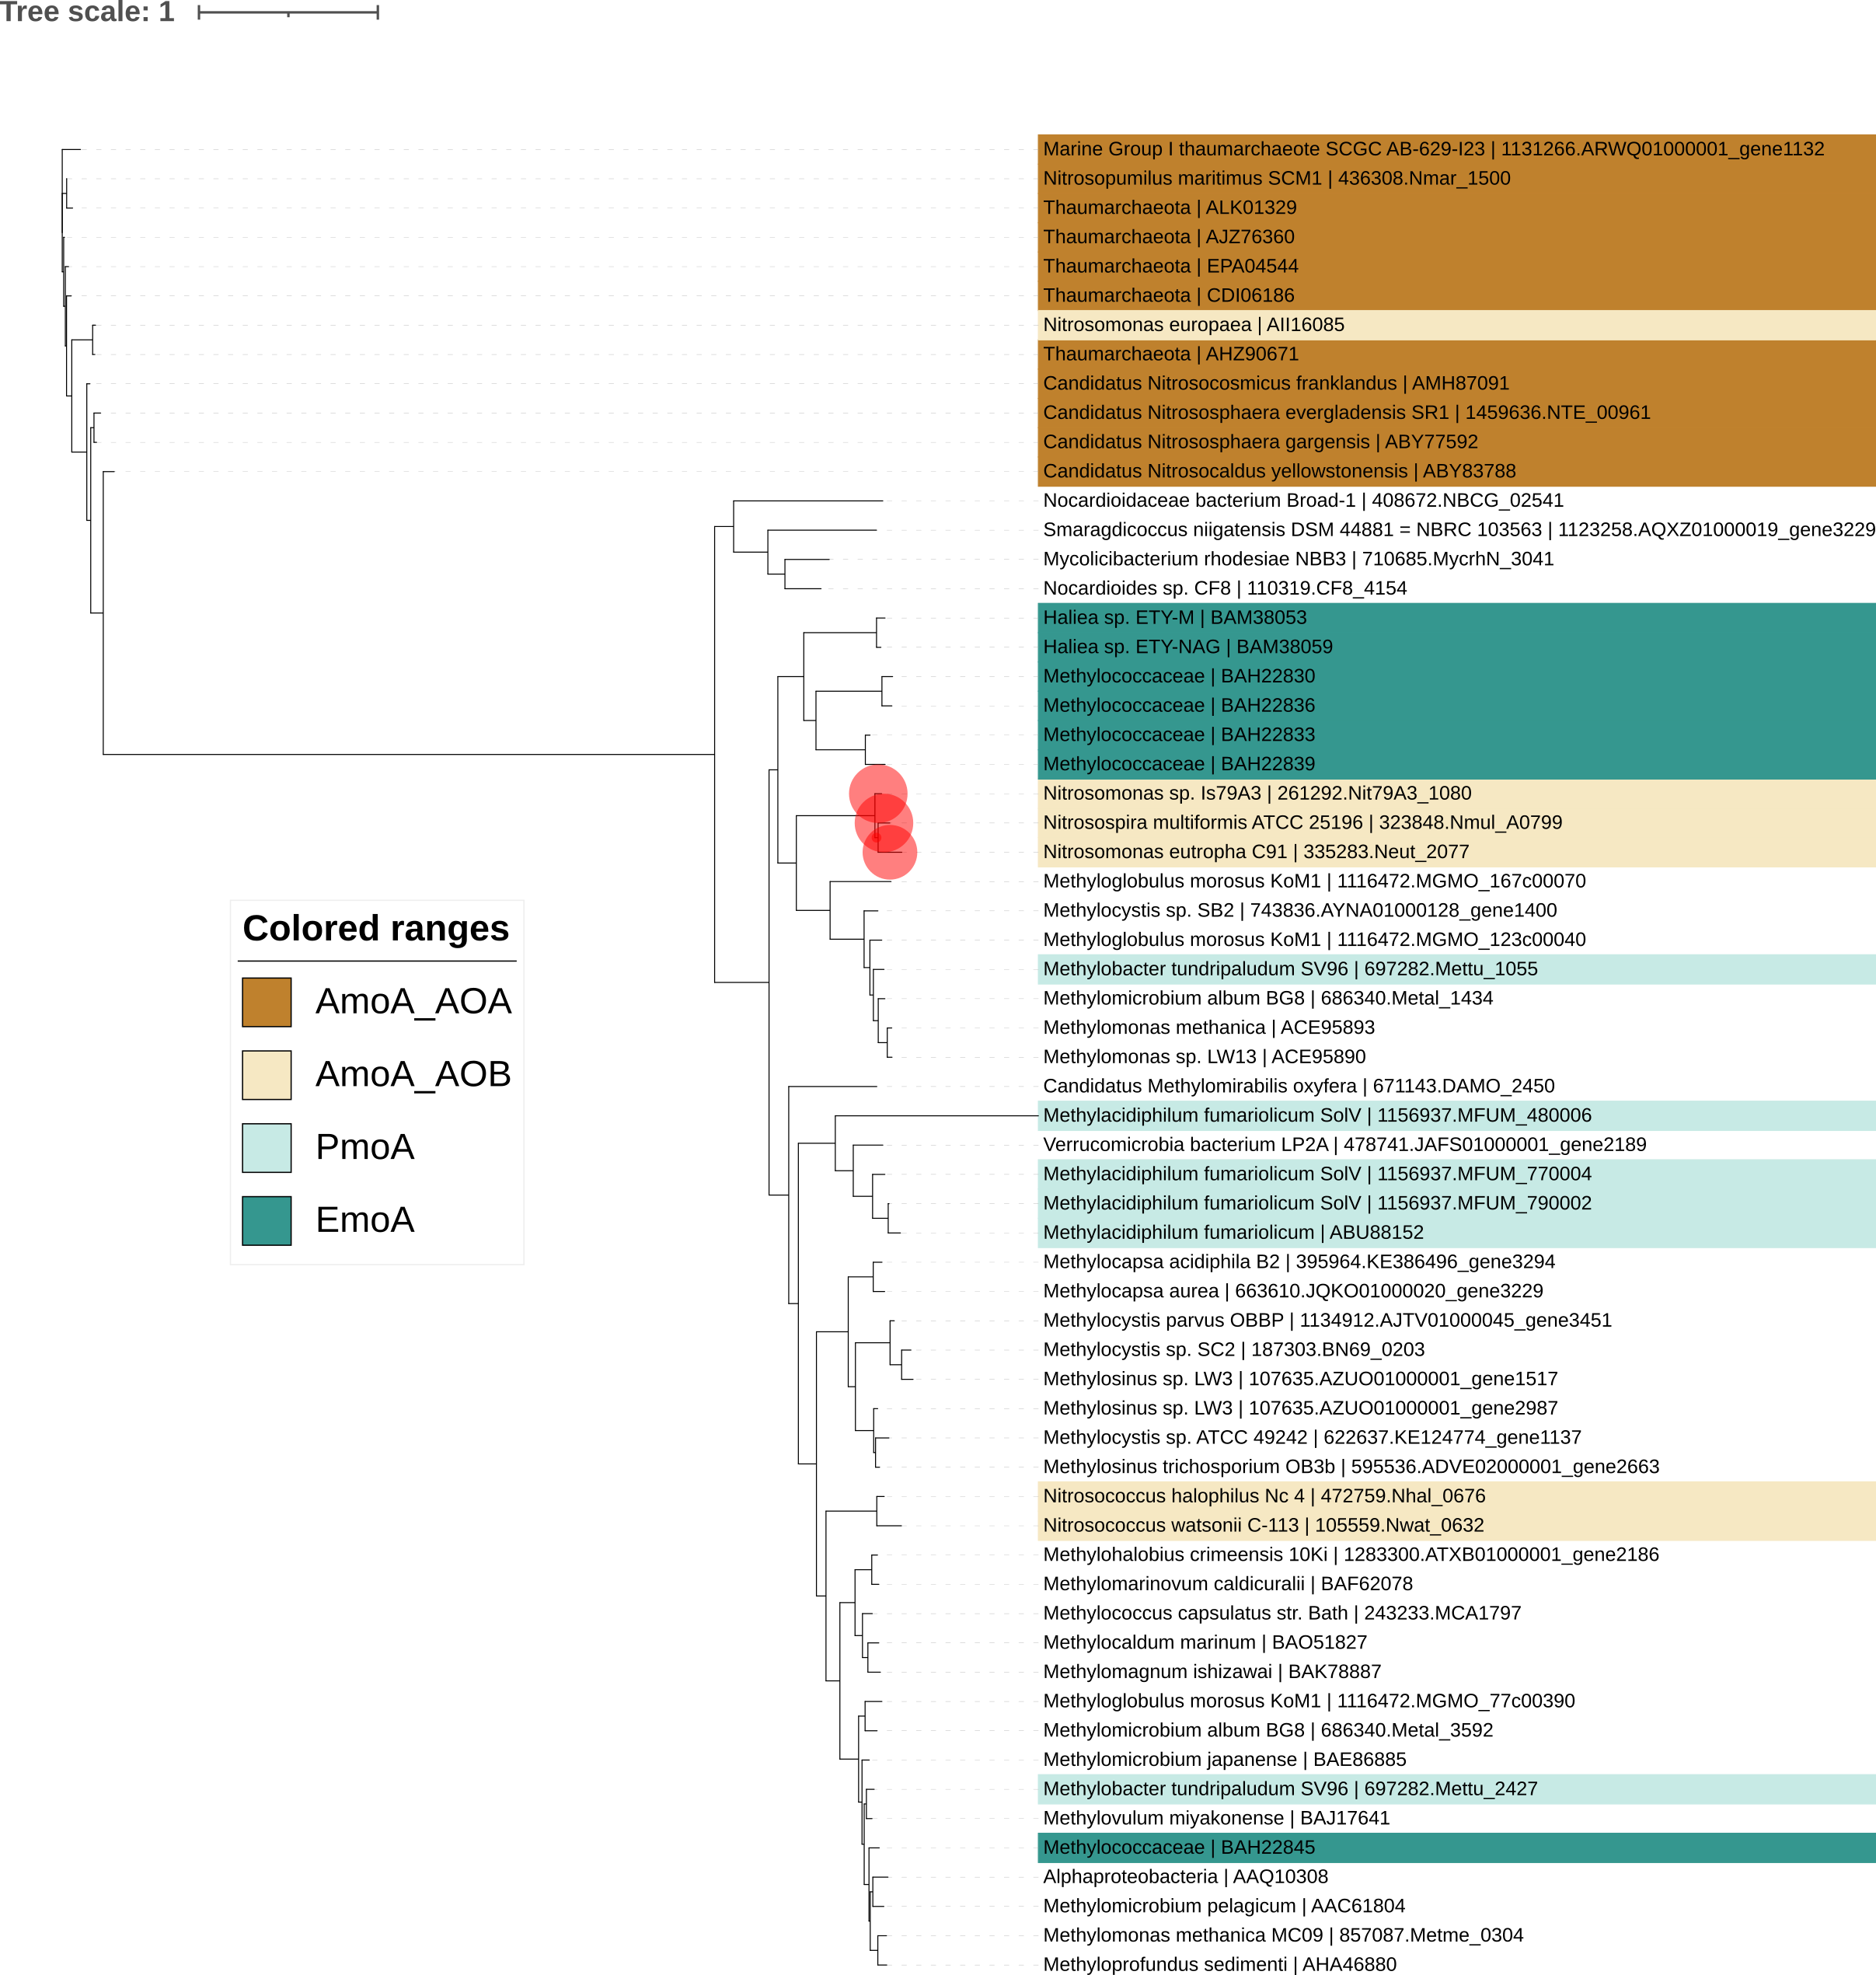 Tree scale: 1
Marine Group I thaumarchaeote SCGC AB-629-I23 | 1131266.ARWQ01000001_gene1132
Nitrosopumilus maritimus SCM1 | 436308.Nmar_1500
Thaumarchaeota | ALK01329
Thaumarchaeota | AJZ76360
Thaumarchaeota | EPA04544
Thaumarchaeota | CDI06186
Nitrosomonas europaea | AII16085
Thaumarchaeota | AHZ90671
Candidatus Nitrosocosmicus franklandus | AMH87091
Candidatus Nitrososphaera evergladensis SR1 | 1459636.NTE_00961
Candidatus Nitrososphaera gargensis | ABY77592
Candidatus Nitrosocaldus yellowstonensis | ABY83788
Nocardioidaceae bacterium Broad-1 | 408672.NBCG_02541
Smaragdicoccus niigatensis DSM 44881 = NBRC 103563 | 1123258.AQXZ01000019_gene3229
Mycolicibacterium rhodesiae NBB3 | 710685.MycrhN_3041
Nocardioides sp. CF8 | 110319.CF8_4154
Haliea sp. ETY-M | BAM38053
Haliea sp. ETY-NAG | BAM38059
Methylococcaceae | BAH22830
Methylococcaceae | BAH22836
Methylococcaceae | BAH22833
Methylococcaceae | BAH22839
Nitrosomonas sp. Is79A3 | 261292.Nit79A3_1080
Nitrosospira multiformis ATCC 25196 | 323848.Nmul_A0799
Nitrosomonas eutropha C91 | 335283.Neut_2077
Methyloglobulus morosus KoM1 | 1116472.MGMO_167c00070
Methylocystis sp. SB2 | 743836.AYNA01000128_gene1400
Methyloglobulus morosus KoM1 | 1116472.MGMO_123c00040
Methylobacter tundripaludum SV96 | 697282.Mettu_1055
Methylomicrobium album BG8 | 686340.Metal_1434
Methylomonas methanica | ACE95893
Methylomonas sp. LW13 | ACE95890
Candidatus Methylomirabilis oxyfera | 671143.DAMO_2450
Methylacidiphilum fumariolicum SolV | 1156937.MFUM_480006
Verrucomicrobia bacterium LP2A | 478741.JAFS01000001_gene2189
Methylacidiphilum fumariolicum SolV | 1156937.MFUM_770004
Methylacidiphilum fumariolicum SolV | 1156937.MFUM_790002
Methylacidiphilum fumariolicum | ABU88152
Methylocapsa acidiphila B2 | 395964.KE386496_gene3294
Methylocapsa aurea | 663610.JQKO01000020_gene3229
Methylocystis parvus OBBP | 1134912.AJTV01000045_gene3451
Methylocystis sp. SC2 | 187303.BN69_0203
Methylosinus sp. LW3 | 107635.AZUO01000001_gene1517
Methylosinus sp. LW3 | 107635.AZUO01000001_gene2987
Methylocystis sp. ATCC 49242 | 622637.KE124774_gene1137
Methylosinus trichosporium OB3b | 595536.ADVE02000001_gene2663
Nitrosococcus halophilus Nc 4 | 472759.Nhal_0676
Nitrosococcus watsonii C-113 | 105559.Nwat_0632
Methylohalobius crimeensis 10Ki | 1283300.ATXB01000001_gene2186
Methylomarinovum caldicuralii | BAF62078
Methylococcus capsulatus str. Bath | 243233.MCA1797
Methylocaldum marinum | BAO51827
Methylomagnum ishizawai | BAK78887
Methyloglobulus morosus KoM1 | 1116472.MGMO_77c00390
Methylomicrobium album BG8 | 686340.Metal_3592
Methylomicrobium japanense | BAE86885
Methylobacter tundripaludum SV96 | 697282.Mettu_2427
Methylovulum miyakonense | BAJ17641
Methylococcaceae | BAH22845
Alphaproteobacteria | AAQ10308
Methylomicrobium pelagicum | AAC61804
Methylomonas methanica MC09 | 857087.Metme_0304
Methyloprofundus sedimenti | AHA46880
Colored ranges
AmoA_AOA
AmoA_AOB
PmoA
EmoA